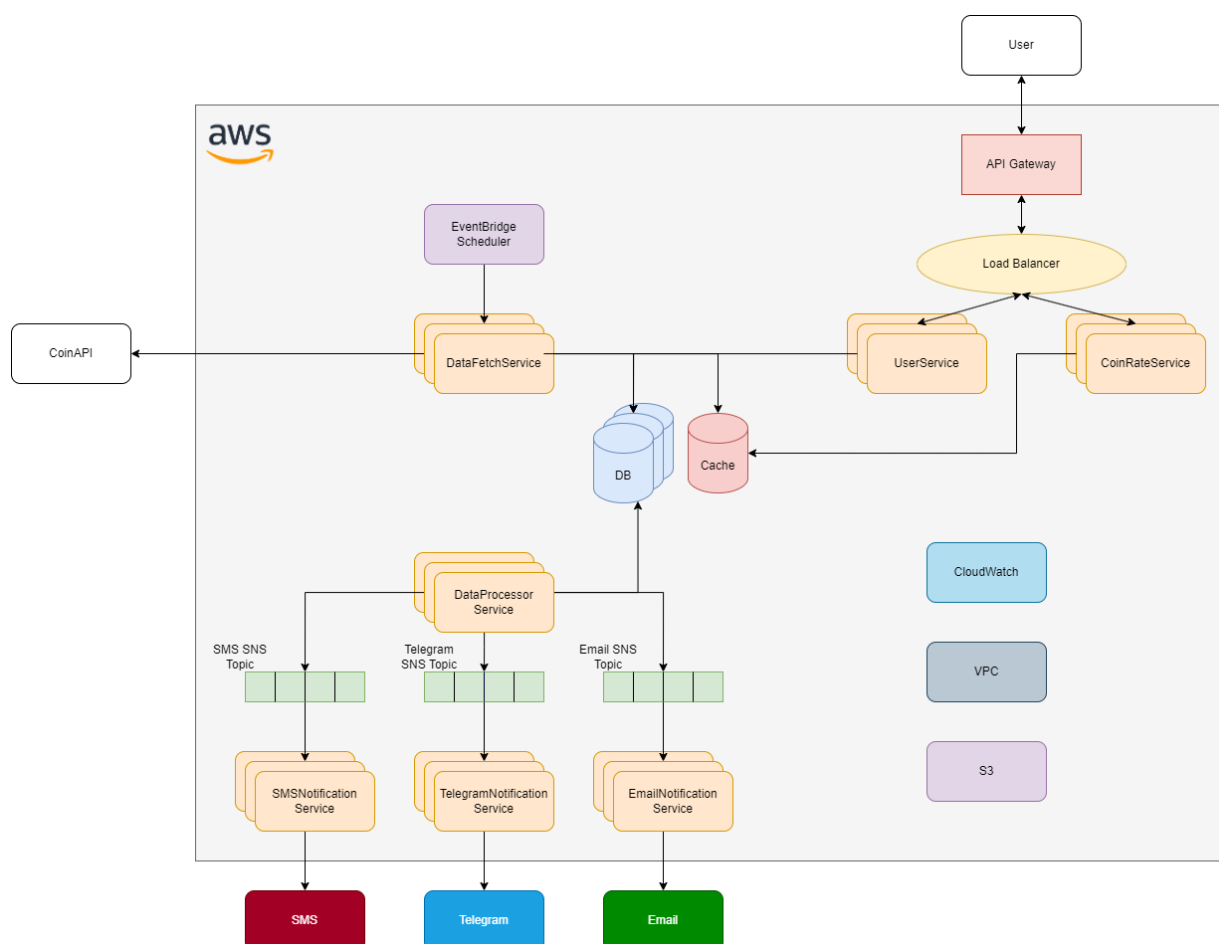 User
aws
API Gateway
EventBridge
Scheduler
Load Balancer
CoinAPI
DataFetchService
UserService
CoinRateService
DB
Cache
CloudWatch
DataProcessor
Service
SMS SNS
Topic
Telegram
SNS Topic
Email SNS
Topic
VPC
S3
SMSNotification
Service
TelegramNotification
Service
EmailNotification
Service
SMS
Telegram
Email